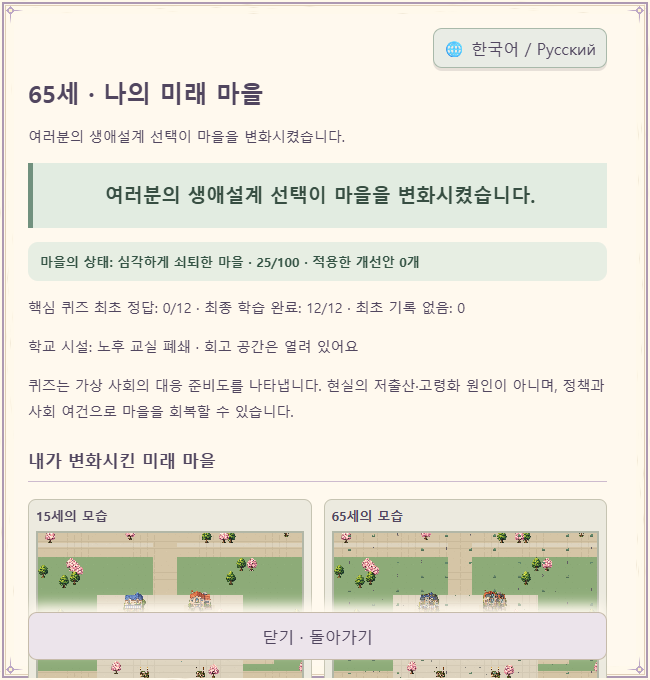 한국어 / Русский
65세 · 나의 미래 마을
여러분의 생애설계 선택이 마을을 변화시켰습니다.
여러분의 생애설계 선택이 마을을 변화시켰습니다.
마을의 상태: 심각하게 쇠퇴한 마을 · 25/100 · 적용한 개선안 0개
핵심 퀴즈 최초 정답: 0/12 · 최종 학습 완료: 12/12 · 최초 기록 없음: 0
학교 시설: 노후 교실 폐쇄 · 회고 공간은 열려 있어요
퀴즈는 가상 사회의 대응 준비도를 나타냅니다. 현실의 저출산·고령화 원인이 아니며, 정책과
사회 여건으로 마을을 회복할 수 있습니다.
내가 변화시킨 미래 마을
15세의 모습
65세의 모습
닫기 · 돌아가기